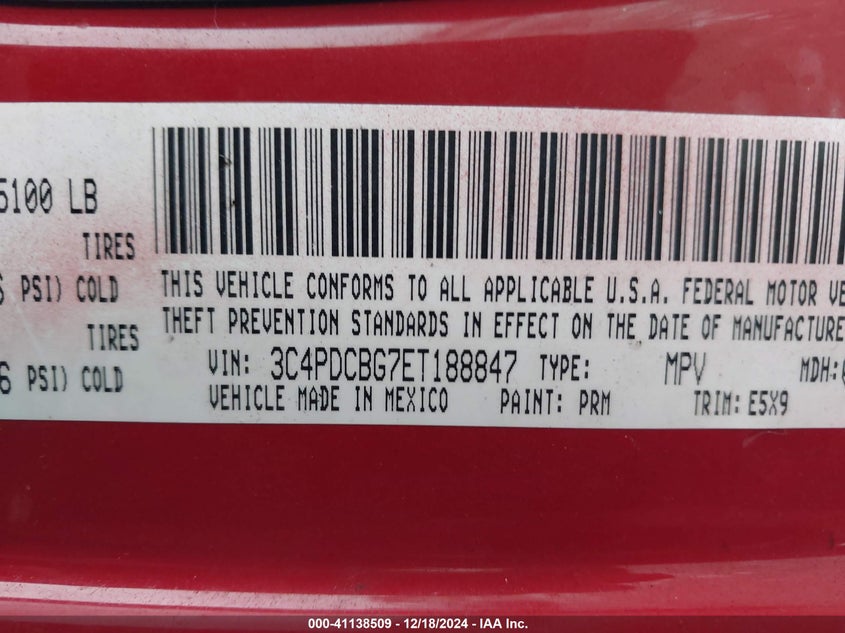 5100 LB
TIRES
PSI) COLD
TIRES
6 PSI) COLD
THIS VEHICLE CONFORMS TO ALL APPLICABLE U.S.A. FEDERAL MOTOR VE
THEFT PREVENTION STANDARDS IN EFFECT ON THE DATE OF MANUFACTURE
VIN: 3C4PDCBG7ET188847 TYPE: MPV MDH:
VEHICLE MADE IN MEXICO PAINT: PRM TRIM: E5X9
000-41138509 - 12/18/2024 - IAA Inc.